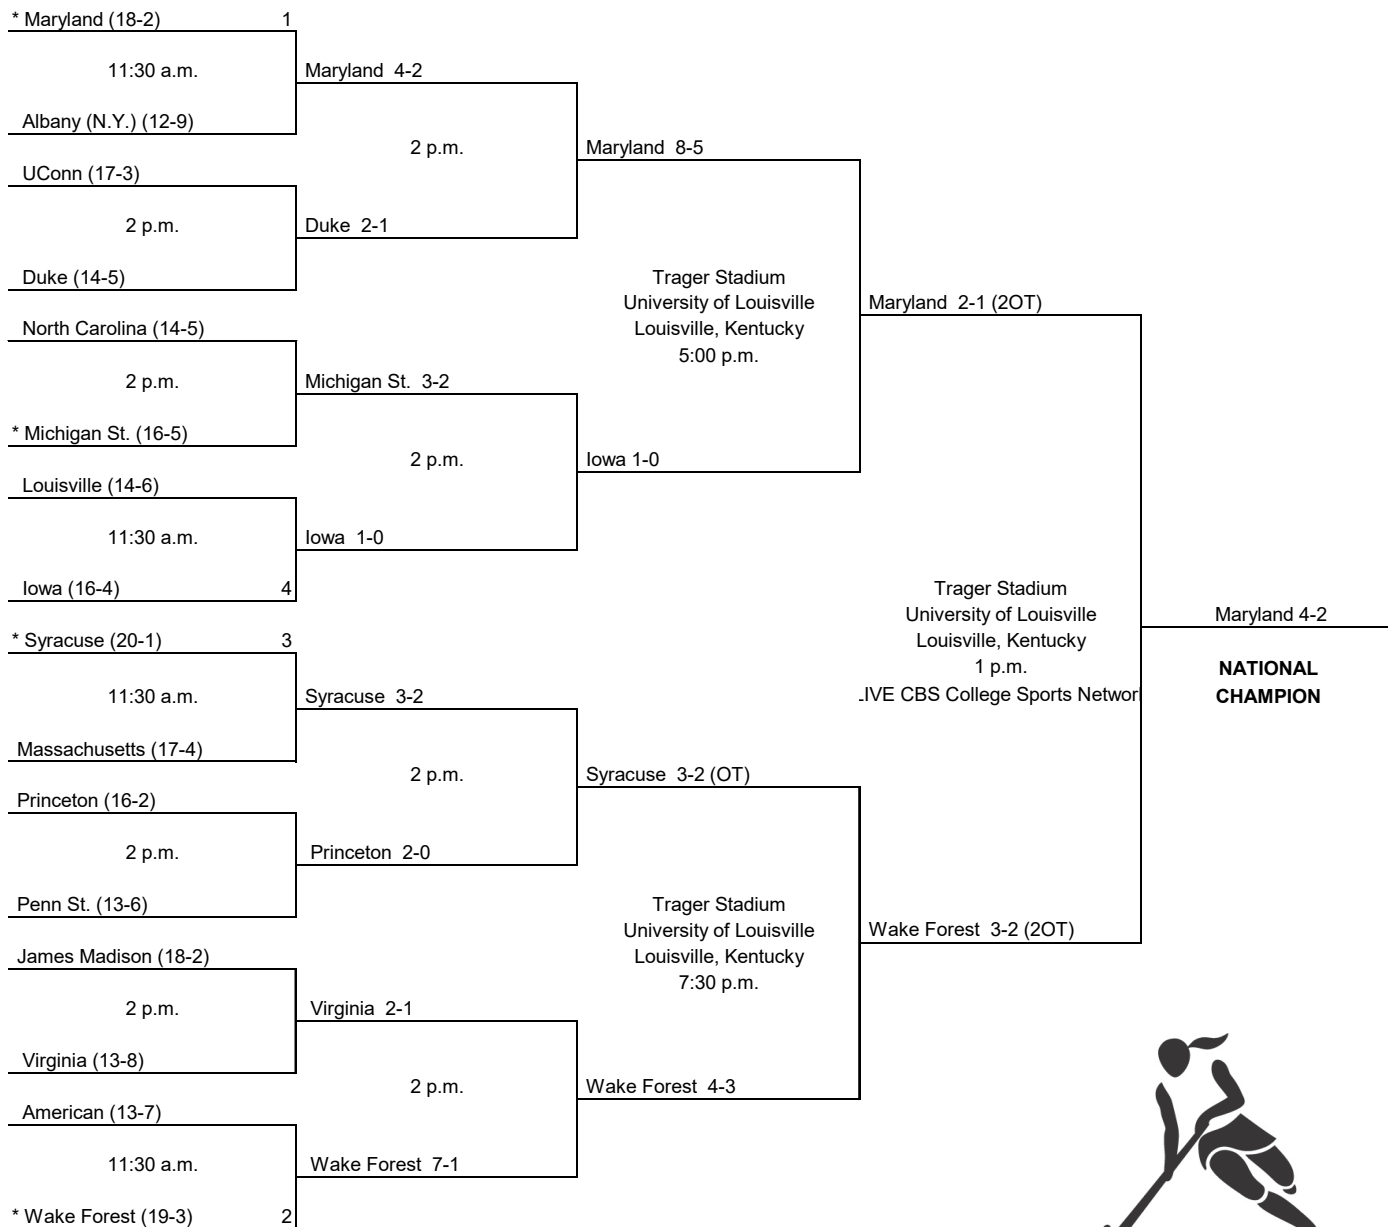 * Maryland (18-2) 1
11:30 a.m.
Maryland 4-2
Albany (N.Y.) (12-9)
2 p.m.
Maryland 8-5
UConn (17-3)
2 p.m.
Duke 2-1
Duke (14-5)
Trager Stadium
University of Louisville
Louisville, Kentucky
5:00 p.m.
Maryland 2-1 (2OT)
North Carolina (14-5)
2 p.m.
Michigan St. 3-2
* Michigan St. (16-5)
2 p.m.
Iowa 1-0
Louisville (14-6)
11:30 a.m.
Iowa 1-0
Iowa (16-4) 4
Trager Stadium
University of Louisville
Louisville, Kentucky
1 p.m.
IVE CBS College Sports Networ
Maryland 4-2
NATIONAL
CHAMPION
* Syracuse (20-1) 3
11:30 a.m.
Syracuse 3-2
Massachusetts (17-4)
2 p.m.
Syracuse 3-2 (OT)
Princeton (16-2)
2 p.m.
Princeton 2-0
Penn St. (13-6)
Trager Stadium
University of Louisville
Louisville, Kentucky
7:30 p.m.
Wake Forest 3-2 (2OT)
James Madison (18-2)
2 p.m.
Virginia 2-1
Virginia (13-8)
2 p.m.
Wake Forest 4-3
American (13-7)
11:30 a.m.
Wake Forest 7-1
* Wake Forest (19-3) 2